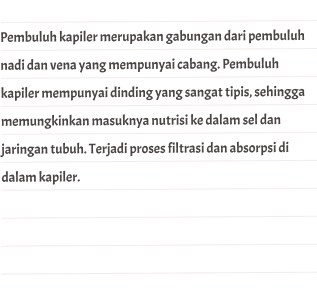 Pembuluh kapiler merupakan gabungan dari pembuluh
nadi dan vena yang mempunyai cabang. Pembuluh
kapiler mempunyai dinding yang sangat tipis, sehingga
memungkinkan masuknya nutrisi ke dalam sel dan
jaringan tubuh. Terjadi proses filtrasi dan absorpsi di
dalam kapiler.